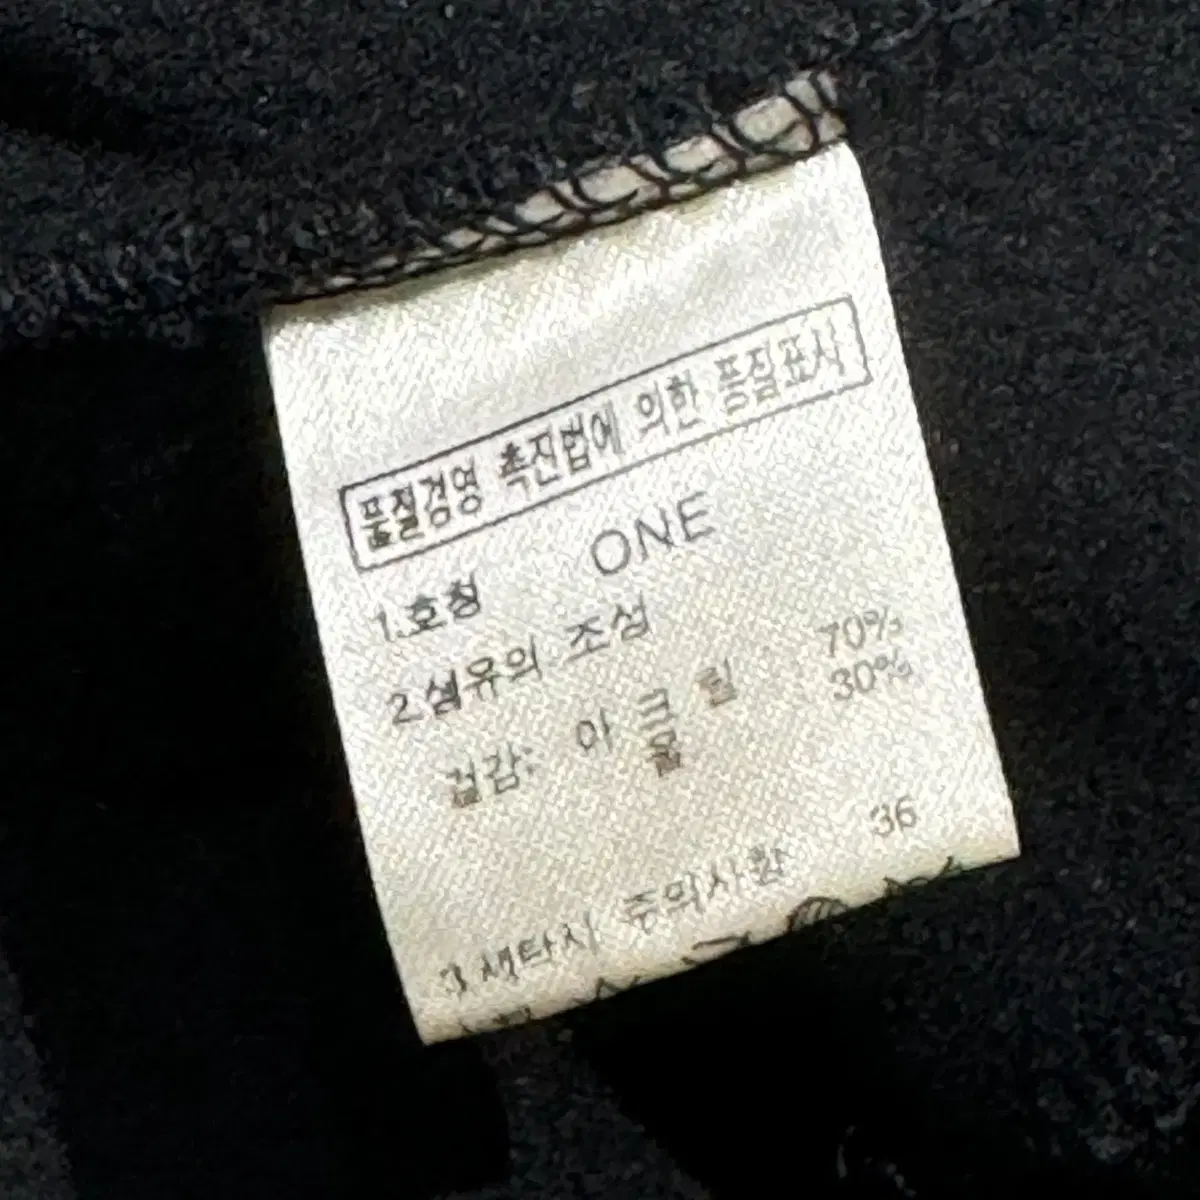 품질경영 촉진법에 의한 품질표시
1.호칭 ONE
2.섬유의 조성
겉감: 아 크 릴 70%
울 30%
36
3.세탁시 주의사항